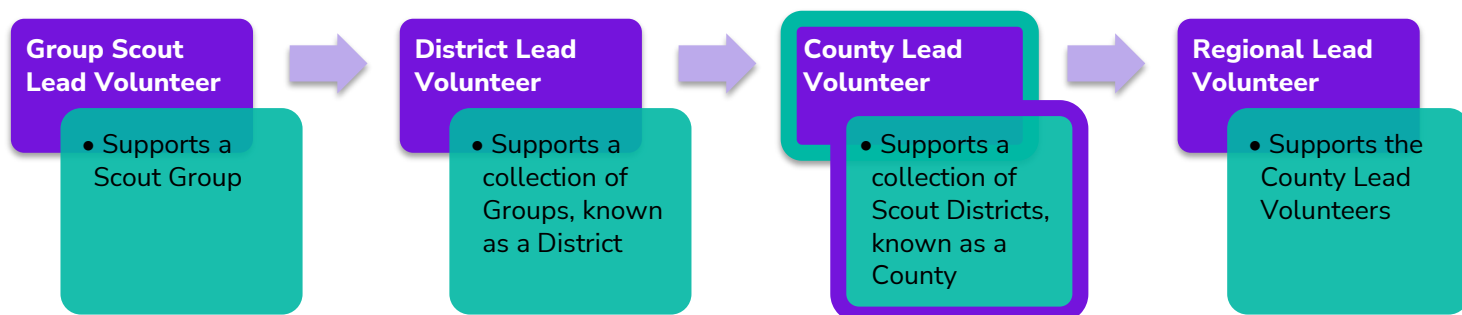 Group Scout
Lead Volunteer
• Supports a
Scout Group
District Lead
Volunteer
• Supports a
collection of
Groups, known
as a District
County Lead
Volunteer
• Supports a
collection of
Scout Districts,
known as a
County
Regional Lead
Volunteer
• Supports the
County Lead
Volunteers